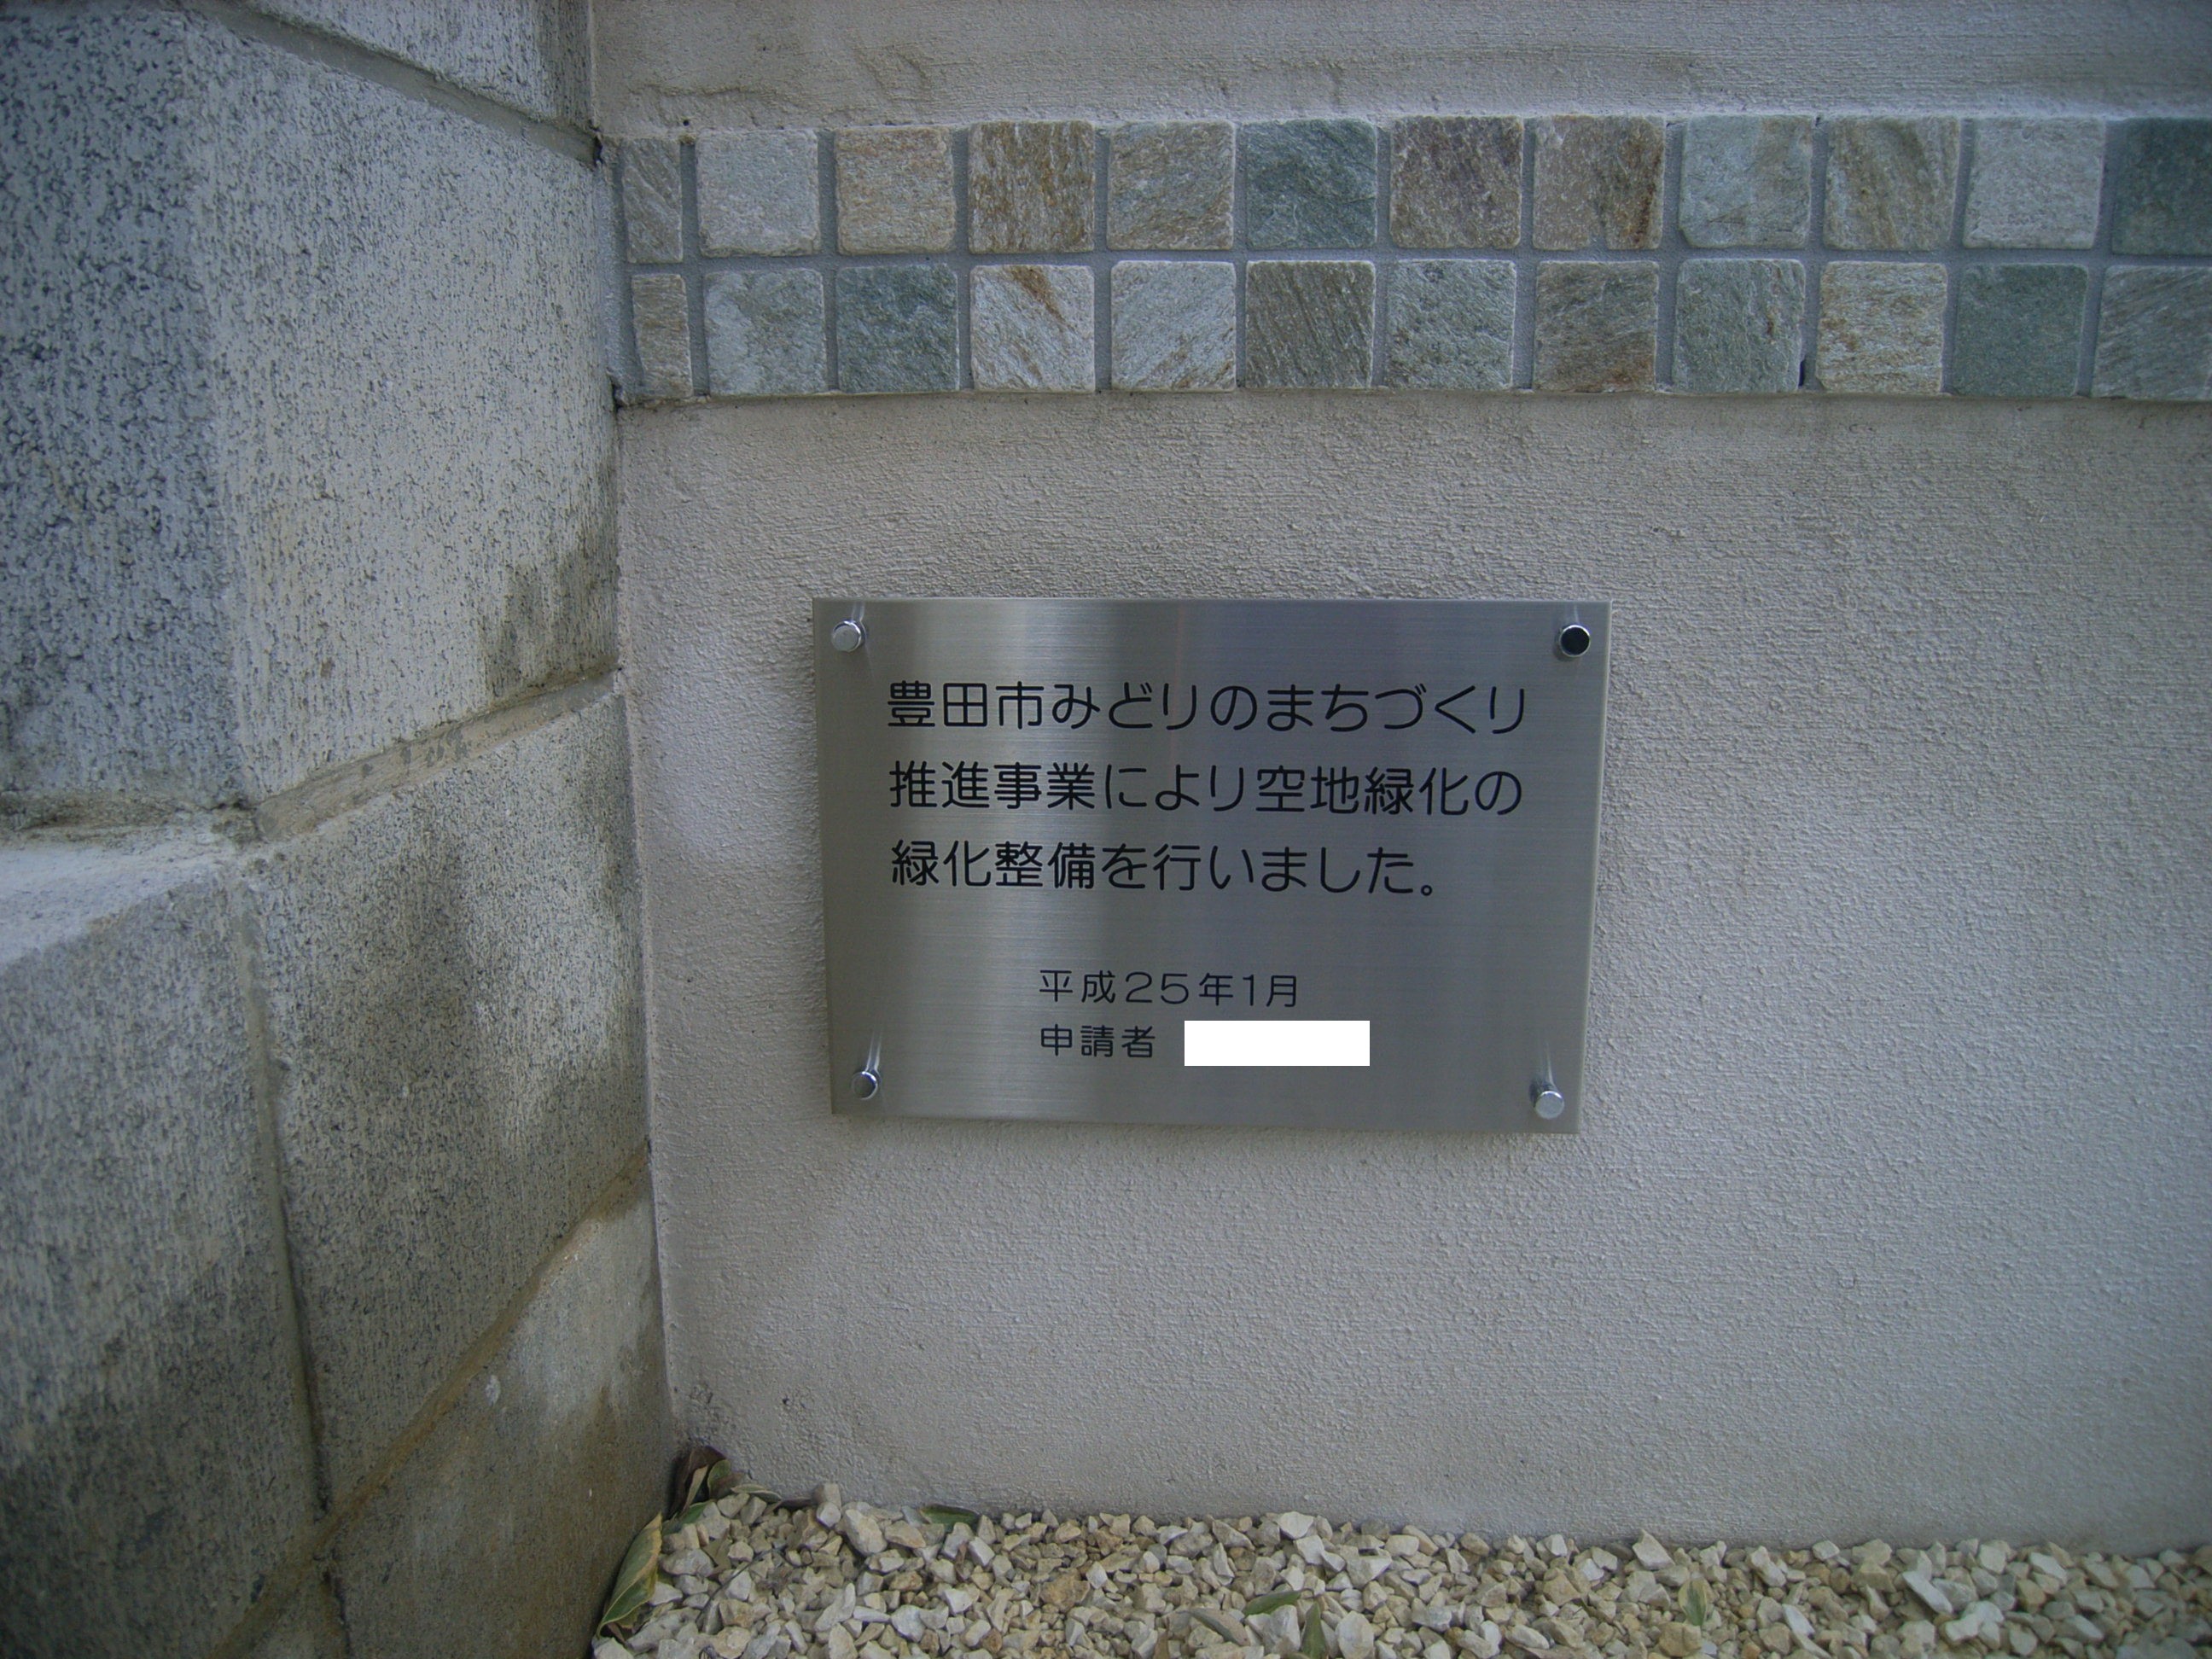 豊田市みどりのまちづくり
推進事業により空地緑化の
緑化整備を行いました。
平成25年1月
申請者